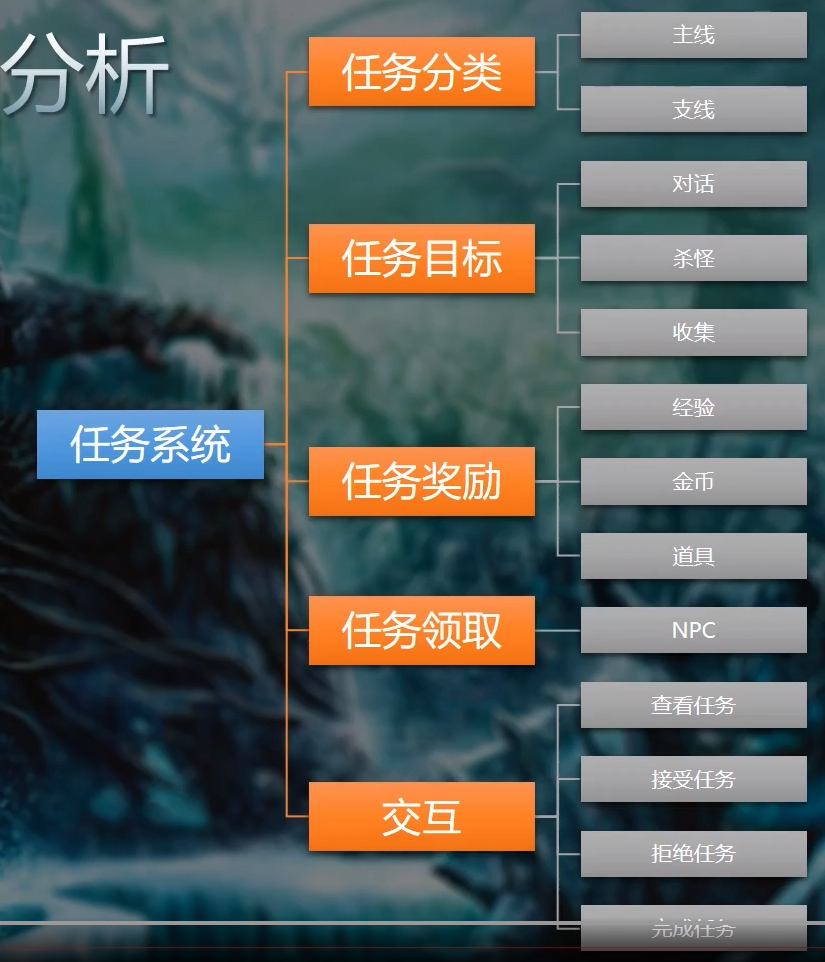 分析
任务系统
任务分类
主线
支线
任务目标
对话
杀怪
收集
任务奖励
经验
金币
道具
任务领取
NPC
交互
查看任务
接受任务
拒绝任务
完成任务